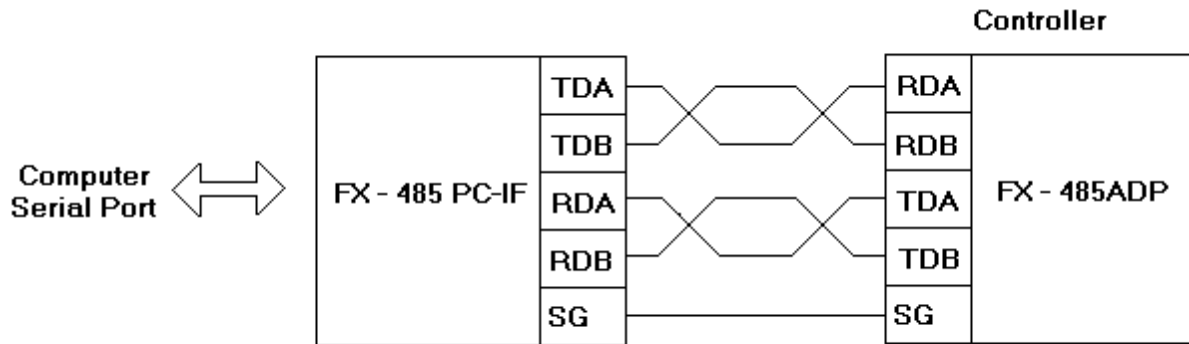 Controller
TDA
RDA
TDB
RDB
Computer
Serial Port
FX - 485 PC-IF
FX - 485ADP
RDA
TDA
RDB
TDB
SG
SG